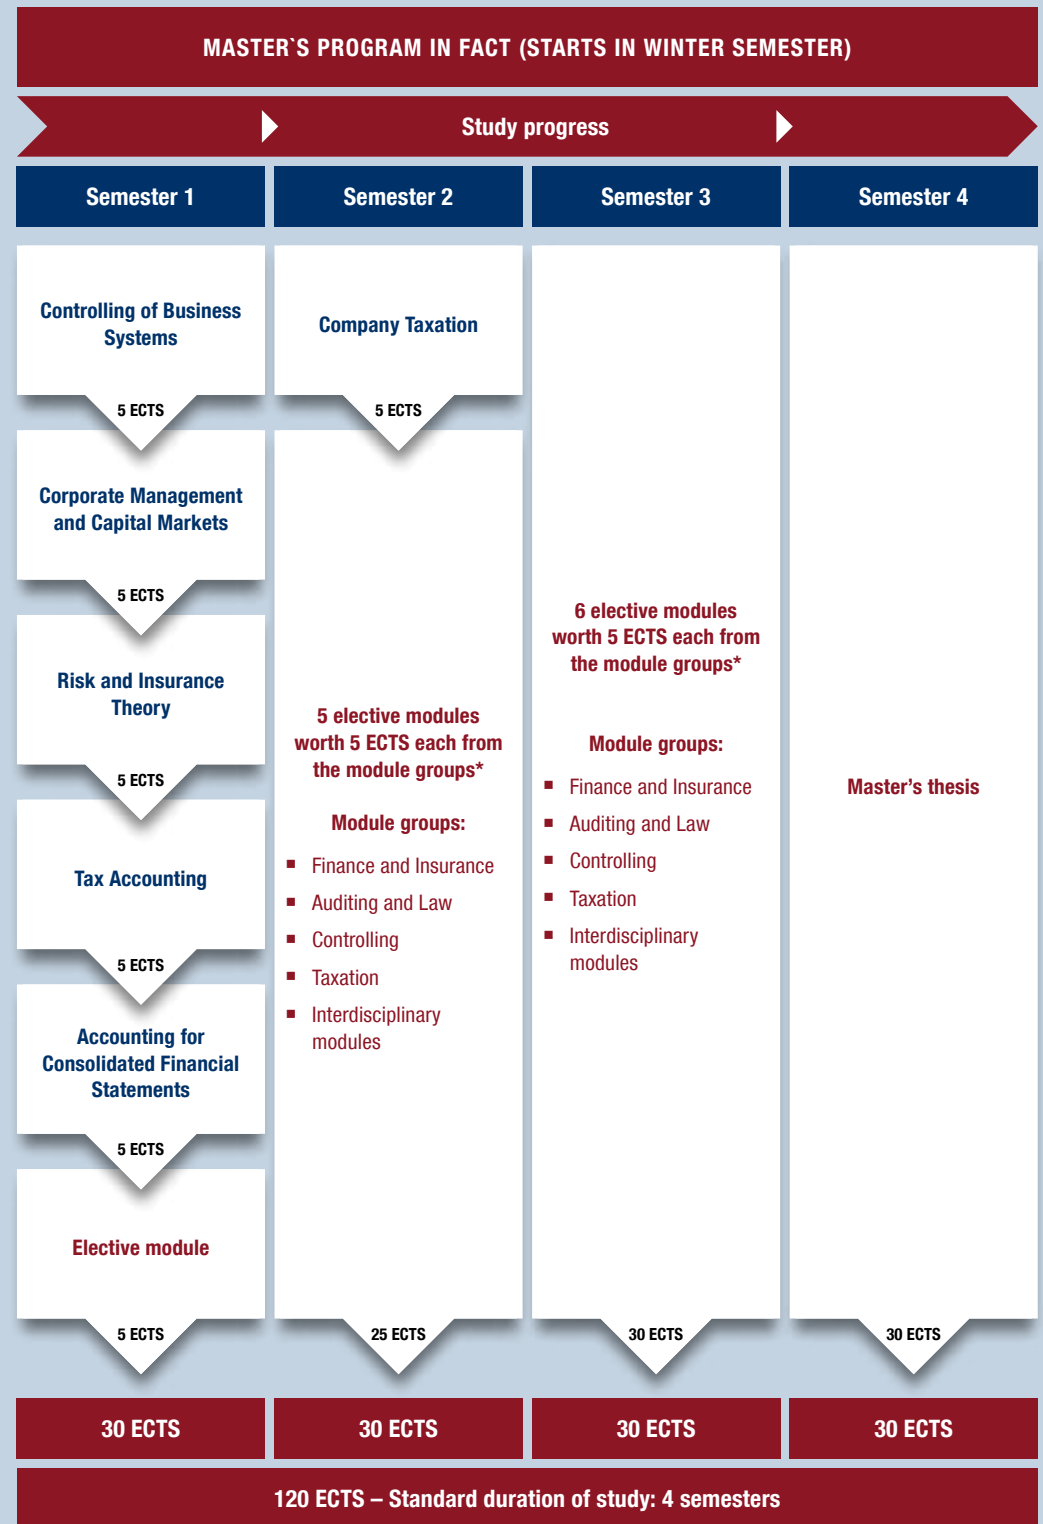 MASTER`S PROGRAM IN FACT (STARTS IN WINTER SEMESTER)
Study progress
Semester 1
Controlling of Business
Systems
5 ECTS
Corporate Management
and Capital Markets
5 ECTS
Risk and Insurance
Theory
5 ECTS
Tax Accounting
5 ECTS
Accounting for
Consolidated Financial
Statements
5 ECTS
Elective module
5 ECTS
30 ECTS
Semester 2
Company Taxation
5 ECTS
5 elective modules
worth 5 ECTS each from
the module groups*
Module groups:
▪ Finance and Insurance
▪ Auditing and Law
▪ Controlling
▪ Taxation
▪ Interdisciplinary
modules
25 ECTS
30 ECTS
Semester 3
6 elective modules
worth 5 ECTS each from
the module groups*
Module groups:
▪ Finance and Insurance
▪ Auditing and Law
▪ Controlling
▪ Taxation
▪ Interdisciplinary
modules
30 ECTS
30 ECTS
Semester 4
Master’s thesis
30 ECTS
30 ECTS
120 ECTS – Standard duration of study: 4 semesters